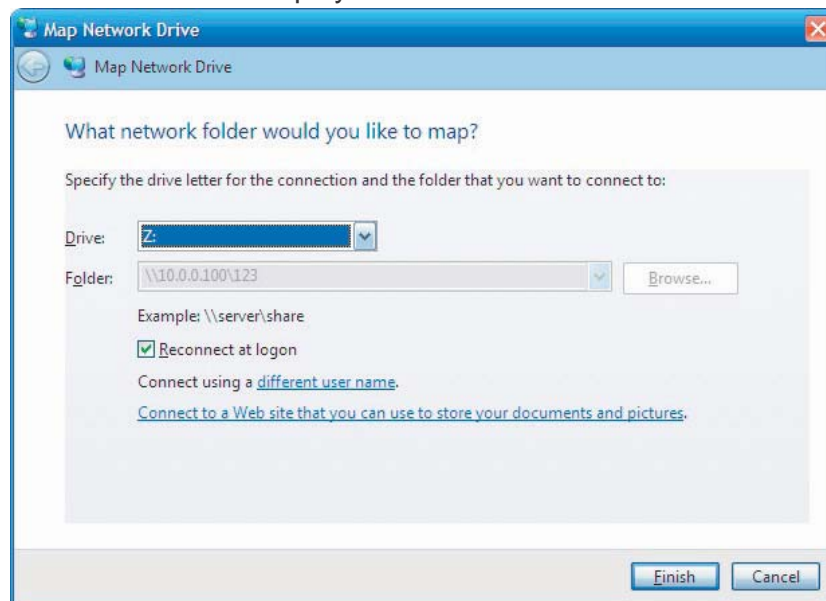 Map Network Drive
Map Network Drive
What network folder would you like to map?
Specify the drive letter for the connection and the folder that you want to connect to:
Drive: Z:
Folder: \\10.0.0.100\123 Browse...
Example: \\server\share
Reconnect at logon
Connect using a different user name.
Connect to a Web site that you can use to store your documents and pictures.
Finish Cancel